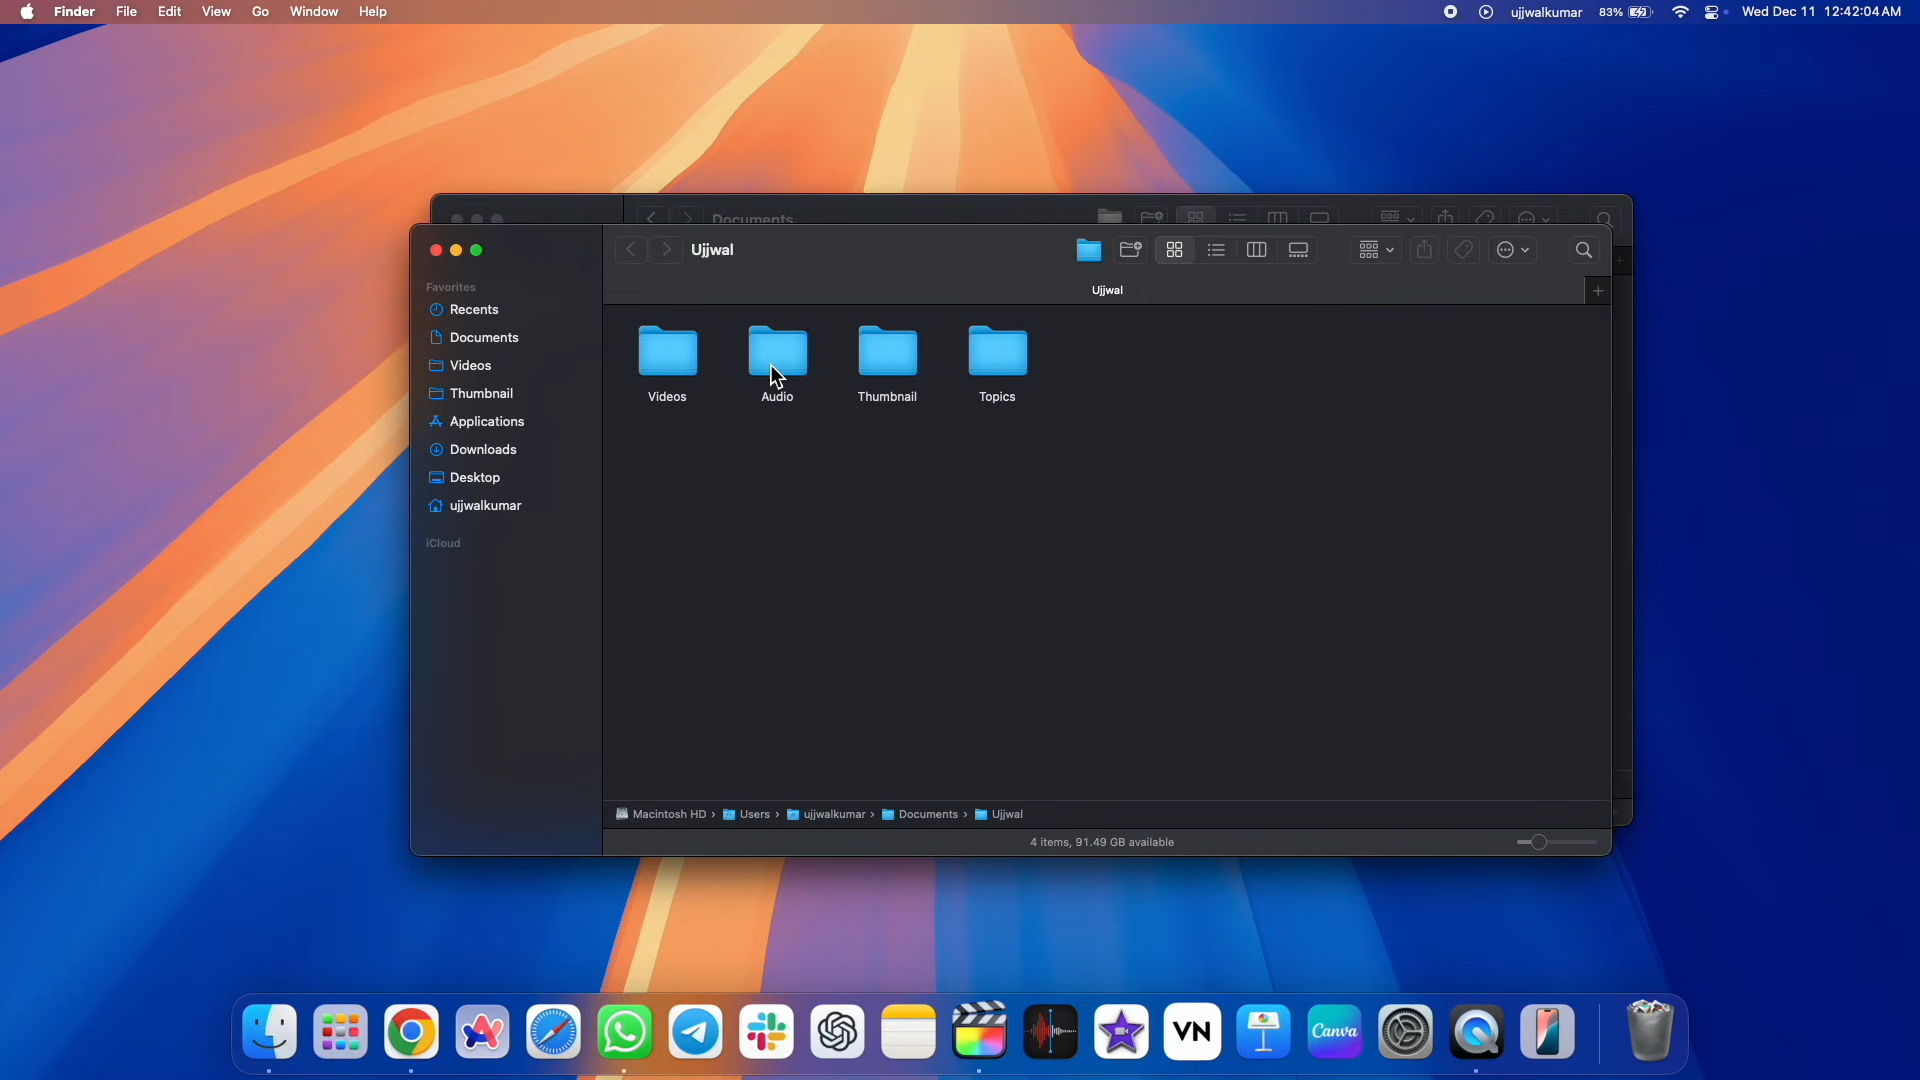 Finder File Edit View Go Window Help ujjwalkumar 83% Wed Dec 11 12:42:04 AM
Documents
Ujjwal
Ujjwal
Favorites
Recents
Documents
Videos
Thumbnail
Applications
Downloads
Desktop
ujjwalkumar
iCloud
Videos Audio Thumbnail Topics
Macintosh HD › Users › ujjwalkumar › Documents › Ujjwal
4 items, 91.49 GB available
VN Canva